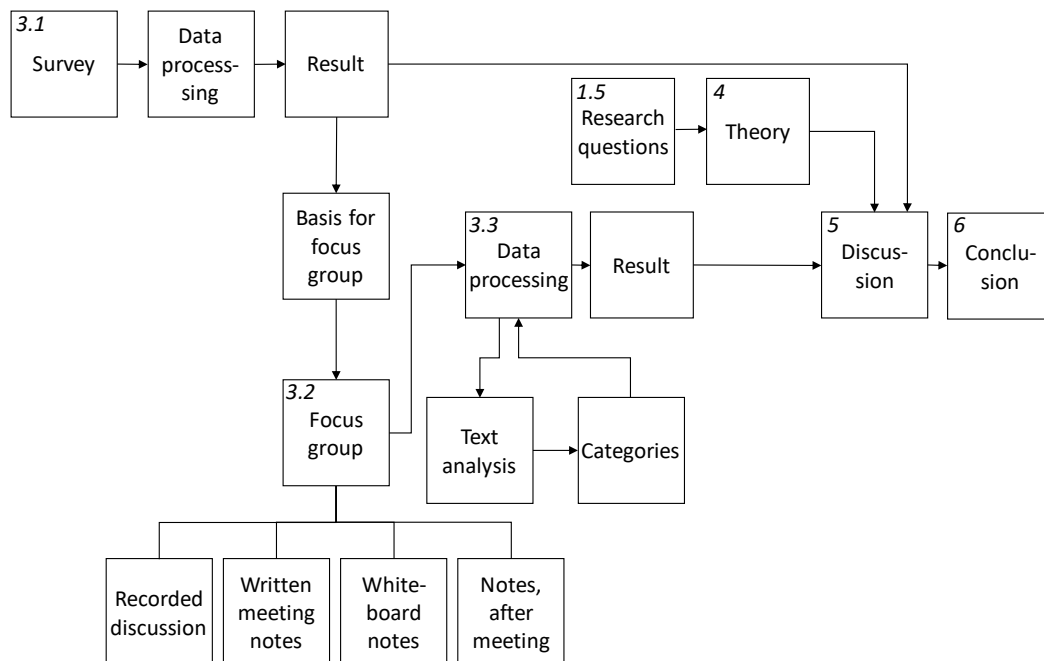 3.1
Survey
Data
process-
sing
Result
1.5
Research
questions
4
Theory
Basis for
focus
group
3.3
Data
processing
Result
5
Discus-
sion
6
Conclu-
sion
3.2
Focus
group
Text
analysis
Categories
Recorded
discussion
Written
meeting
notes
White-
board
notes
Notes,
after
meeting